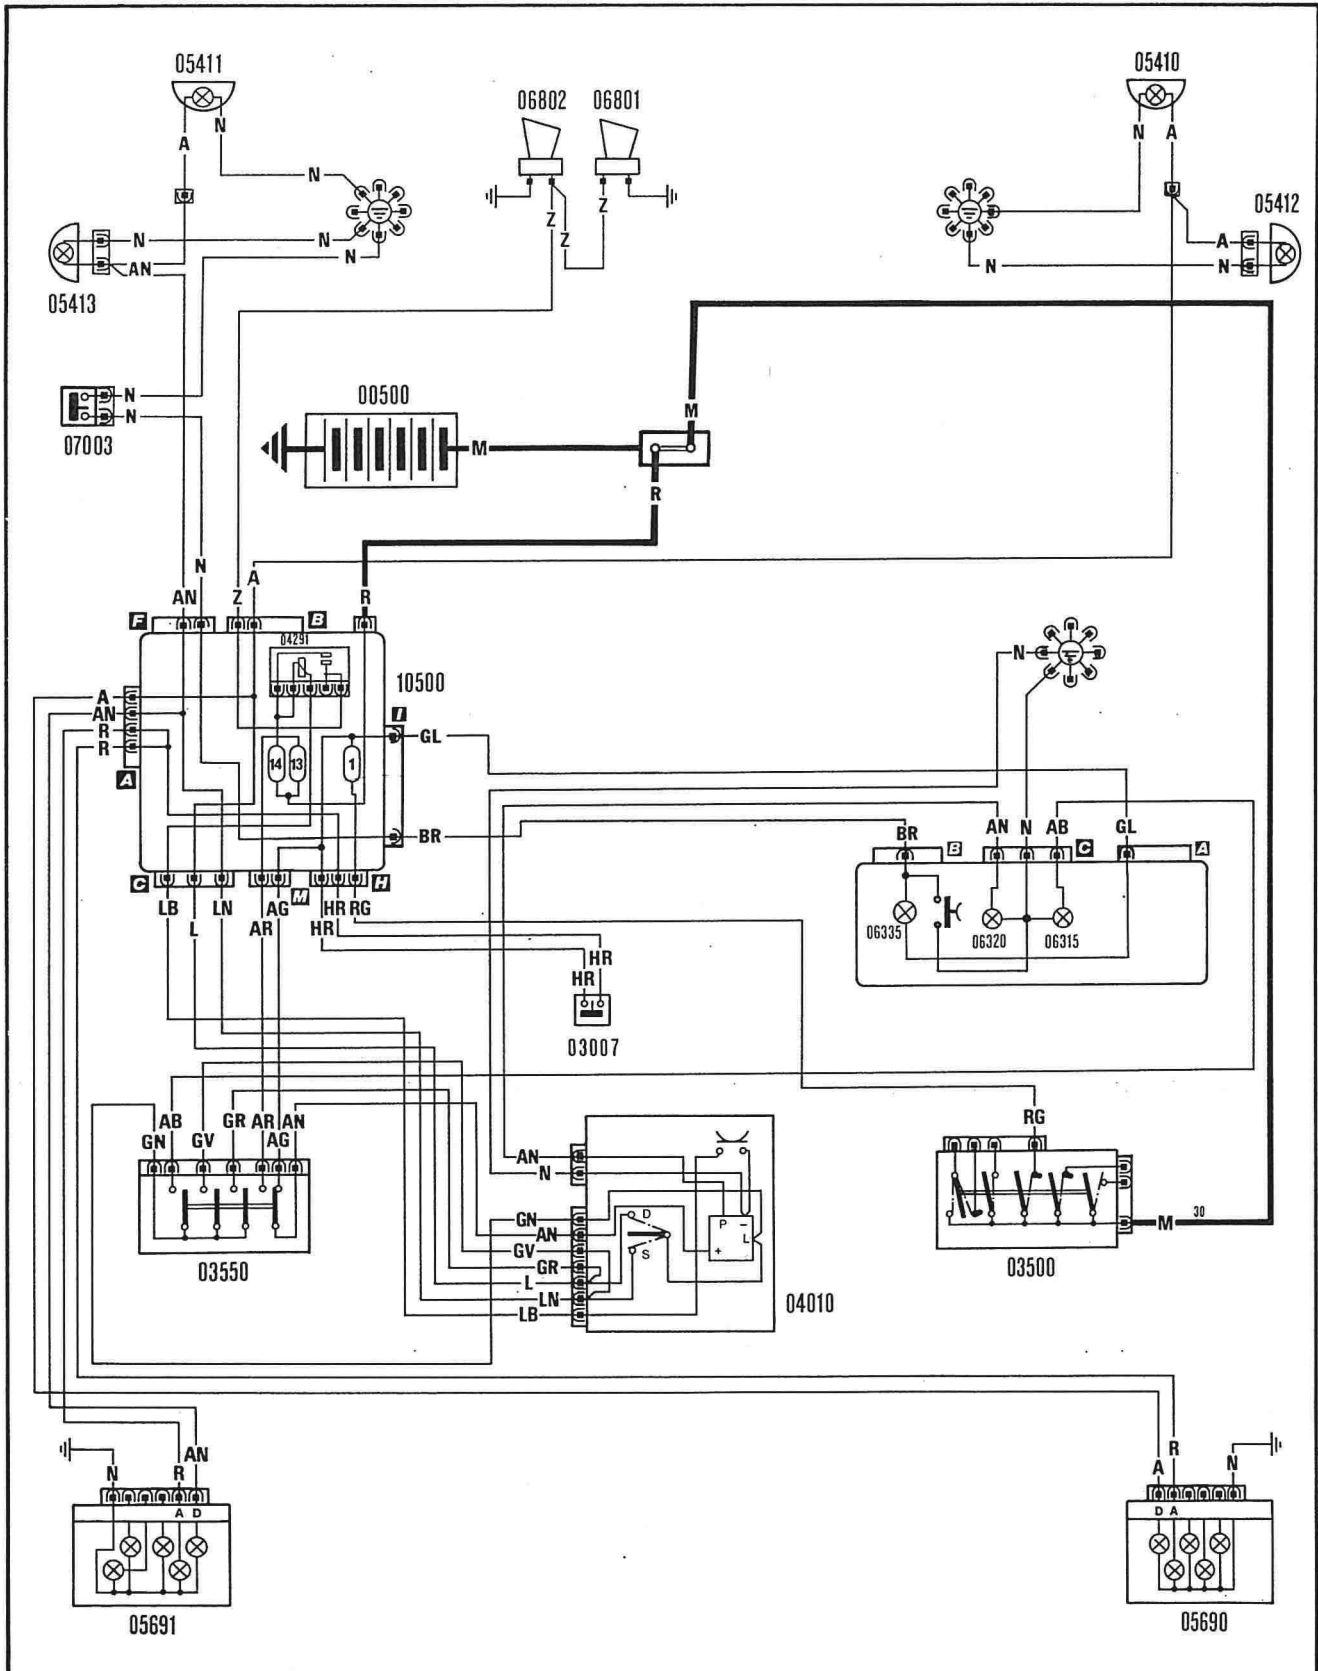 05411
06802 06801
05410
N
A
N
N A
05412
Z Z
Z
N N
AN
N
A
N
N
05413
00500
M
N
N
07003
M
R
N
A
AN Z R
F B
04291
10500
N
A
AN
R
R
I
GL
A
14 13 1
BR
AN N AB GL
BR
B C A
C M H
LB LN AG HR RG
L AR HR
06335 06320 06315
HR
HR
03007
AB GR AR AN
GN GV AG
RG
AN
N
GN
AN
GV
GR
L
LN
LB
D
S
P −
L
+
M 30
03550
03500
04010
AN
N R
R
A N
A D
D A
05691
05690